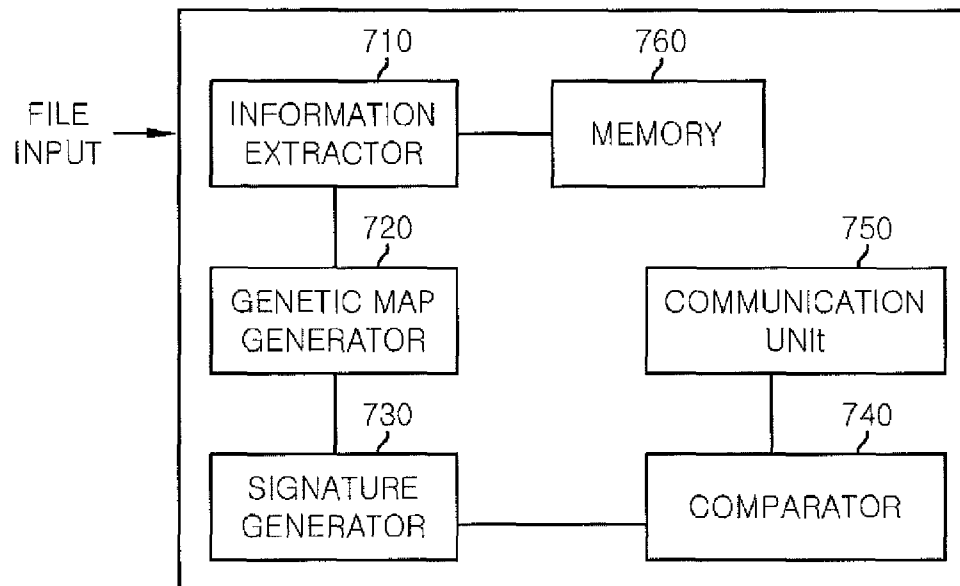 710
760
FILE
INPUT
INFORMATION
EXTRACTOR
MEMORY
720
750
GENETIC MAP
GENERATOR
COMMUNICATION
UNIt
730
740
SIGNATURE
GENERATOR
COMPARATOR